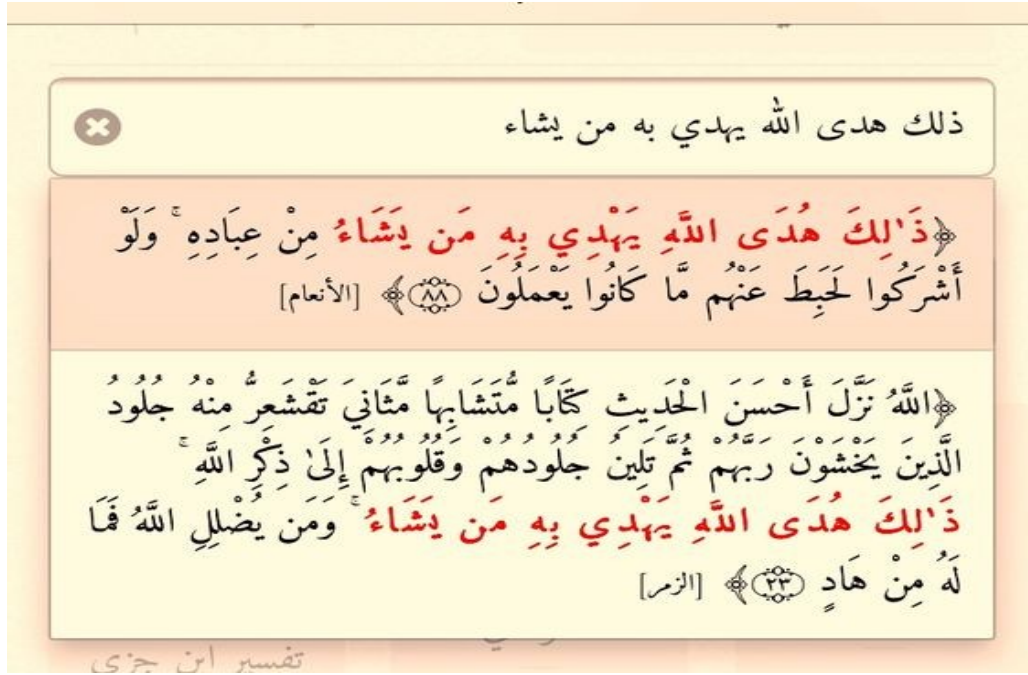 ذلك هدى الله يهدي به من يشاء
﴿ذَٰلِكَ هُدَى اللَّهِ يَهْدِي بِهِ مَن يَشَاءُ مِنْ عِبَادِهِ ۚ وَلَوْ
أَشْرَكُوا لَحَبِطَ عَنْهُم مَّا كَانُوا يَعْمَلُونَ ﴿٨٨﴾﴾ [الأنعام]
﴿اللَّهُ نَزَّلَ أَحْسَنَ الْحَدِيثِ كِتَابًا مُّتَشَابِهًا مَّثَانِيَ تَقْشَعِرُّ مِنْهُ جُلُودُ
الَّذِينَ يَخْشَوْنَ رَبَّهُمْ ثُمَّ تَلِينُ جُلُودُهُمْ وَقُلُوبُهُمْ إِلَىٰ ذِكْرِ اللَّهِ ۚ
ذَٰلِكَ هُدَى اللَّهِ يَهْدِي بِهِ مَن يَشَاءُ ۚ وَمَن يُضْلِلِ اللَّهُ فَمَا
لَهُ مِنْ هَادٍ ﴿٢٣﴾﴾ [الزمر]
تفسير ابن جزي